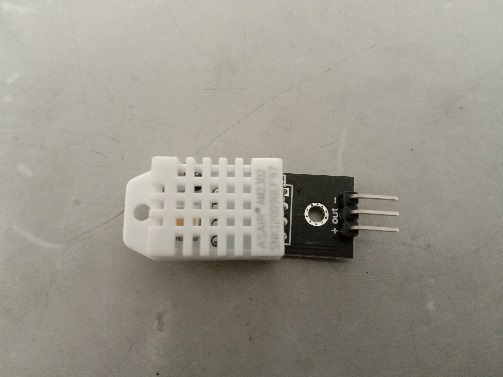 ASAIR® AM2302
+ out -